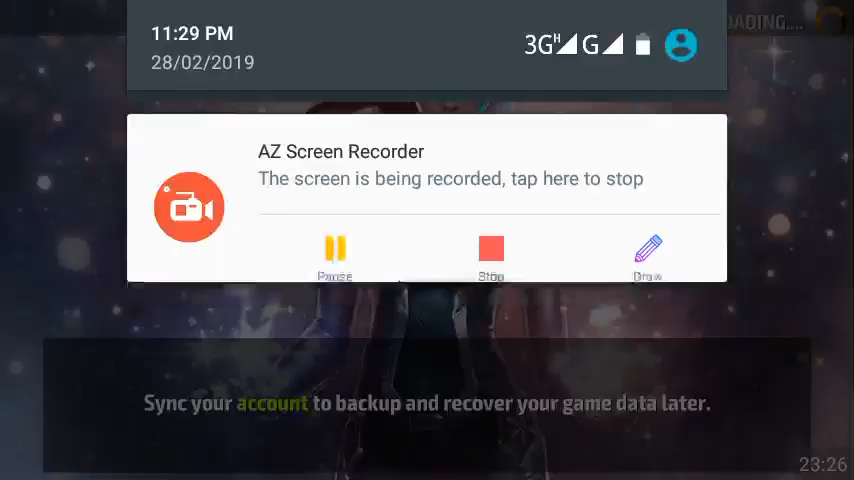 11:29 PM
28/02/2019
3G H G
ADING....
AZ Screen Recorder
The screen is being recorded, tap here to stop
Pause
Stop
Draw
Sync your account to backup and recover your game data later.
23:26